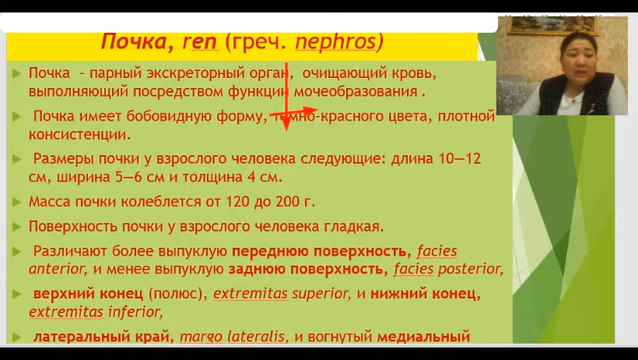 Почка, ren (греч. nephros)
Почка - парный экскреторный орган, очищающий кровь,
выполняющий посредством функции мочеобразования .
Почка имеет бобовидную форму, темно-красного цвета, плотной
консистенции.
Размеры почки у взрослого человека следующие: длина 10—12
см, ширина 5—6 см и толщина 4 см.
Масса почки колеблется от 120 до 200 г.
Поверхность почки у взрослого человека гладкая.
Различают более выпуклую переднюю поверхность, facies
anterior, и менее выпуклую заднюю поверхность, facies posterior,
верхний конец (полюс), extremitas superior, и нижний конец,
extremitas inferior,
латеральный край, margo lateralis, и вогнутый медиальный